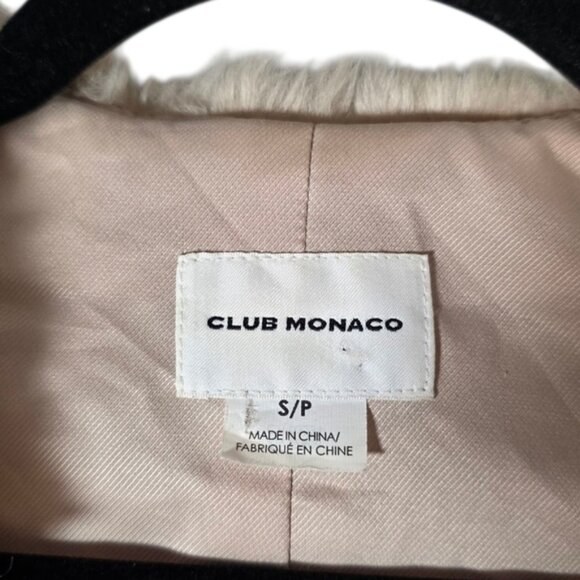 CLUB MONACO
S/P
MADE IN CHINA/
FABRIQUÉ EN CHINE